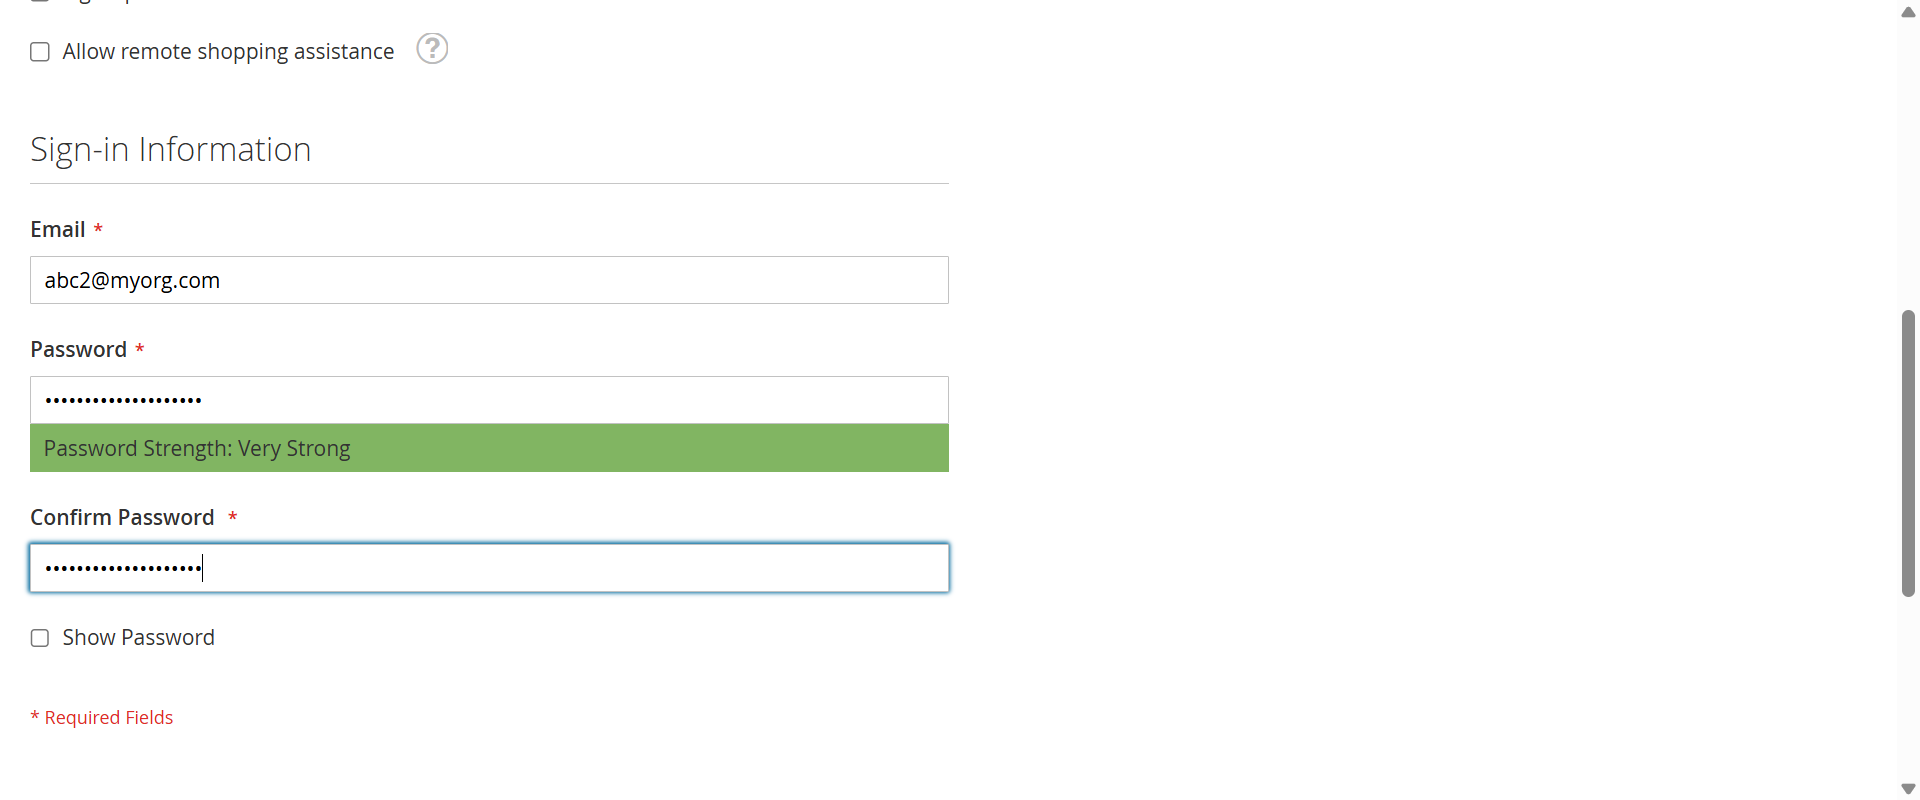 Allow remote shopping assistance ?
Sign-in Information
Email *
abc2@myorg.com
Password *
••••••••••••••••••••
Password Strength: Very Strong
Confirm Password *
••••••••••••••••••••
Show Password
* Required Fields